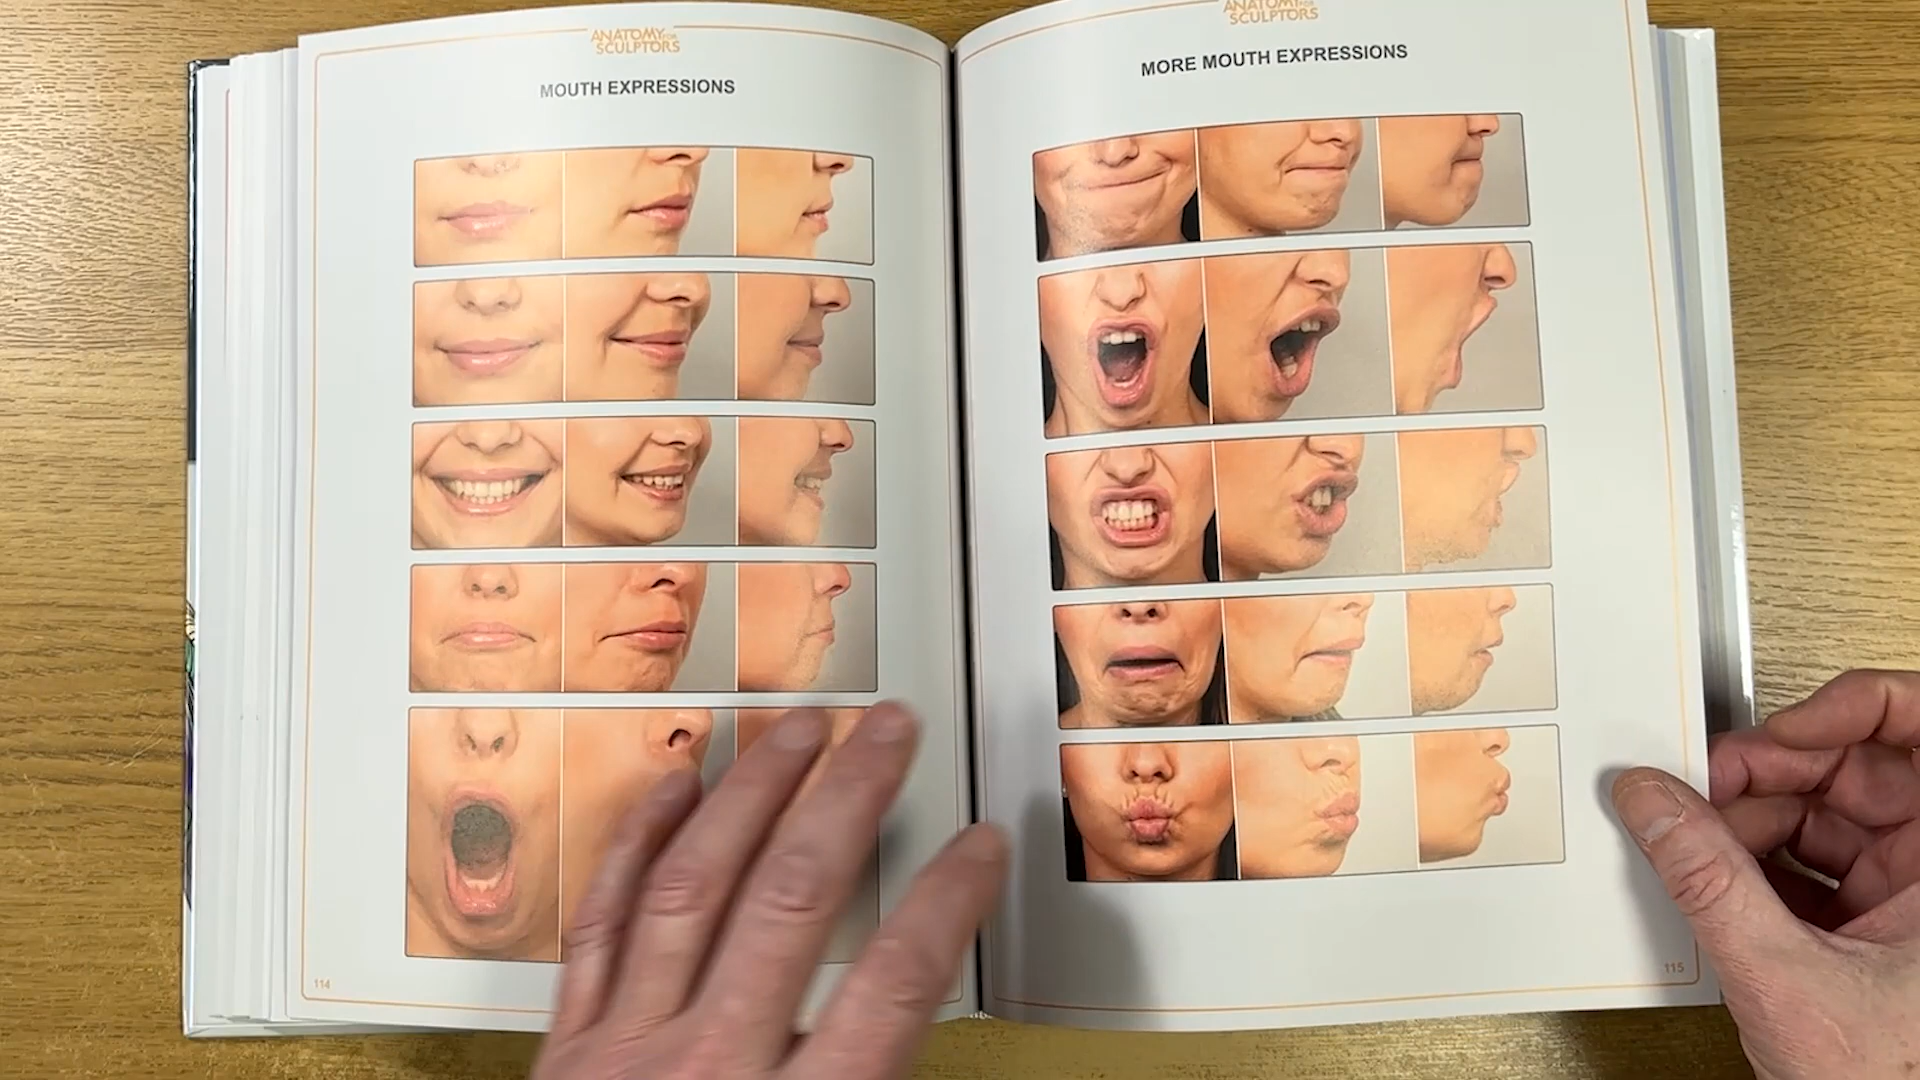 ANATOMY FOR
SCULPTORS
MOUTH EXPRESSIONS
114
ANATOMY FOR
SCULPTORS
MORE MOUTH EXPRESSIONS
115